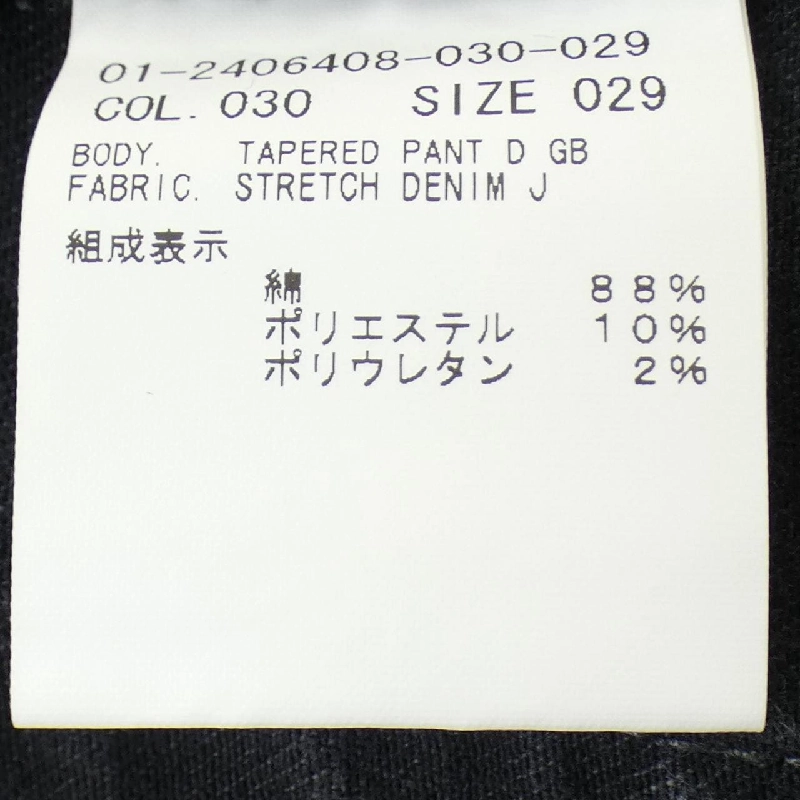 01-2406408-030-029
COL. 030 SIZE 029
BODY. TAPERED PANT D GB
FABRIC. STRETCH DENIM J
組成表示
綿 88%
ポリエステル 10%
ポリウレタン 2%